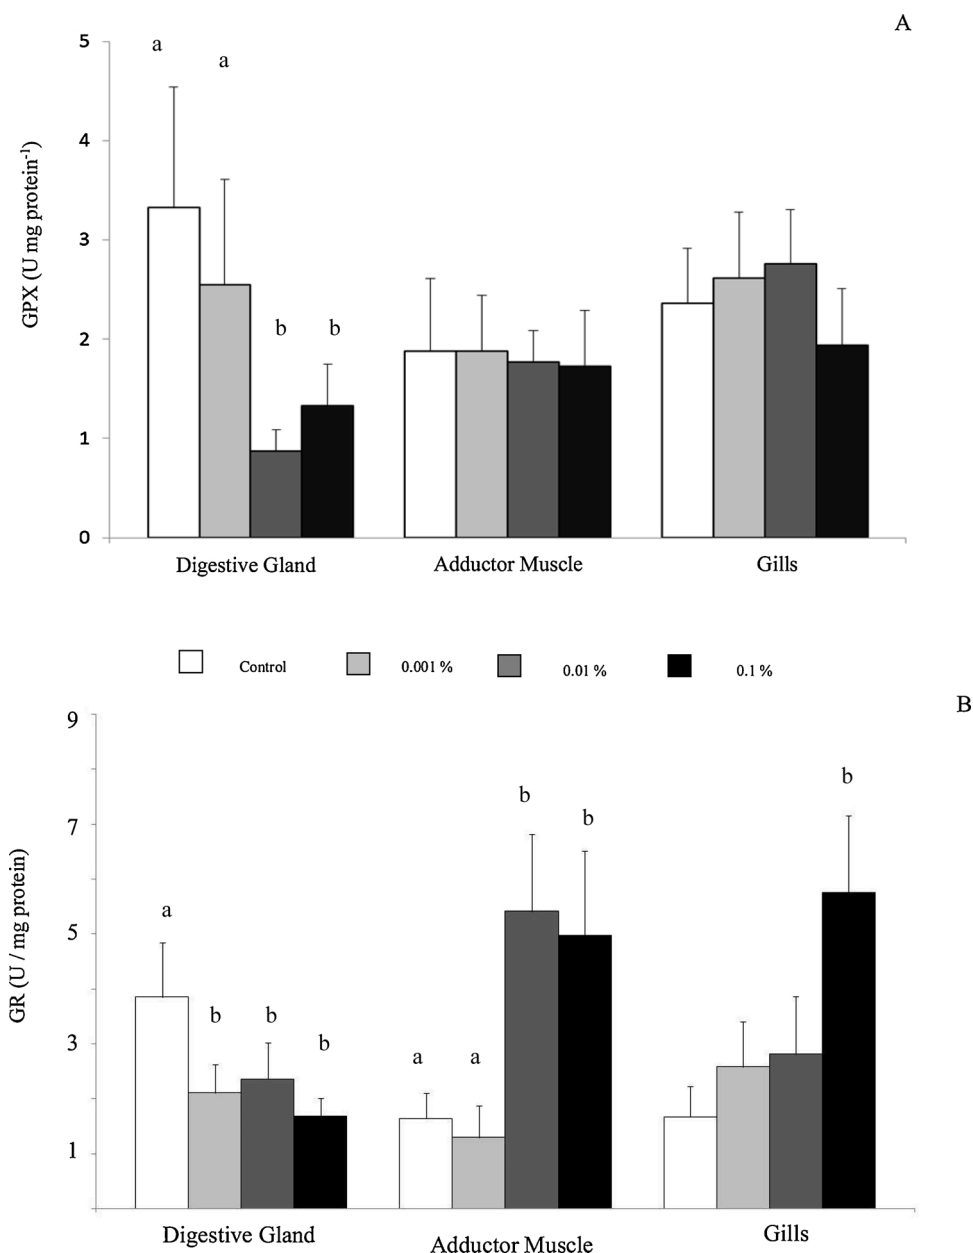 A
5
a
a
4
GPX (U mg protein-1)
3
b b
2
1
0
Digestive Gland Adductor Muscle Gills
Control 0.001 % 0.01 % 0.1 %
B
9
b
b
b
7
GR (U / mg protein)
a
5
b b
b
3
a a
1
Digestive Gland Adductor Muscle Gills